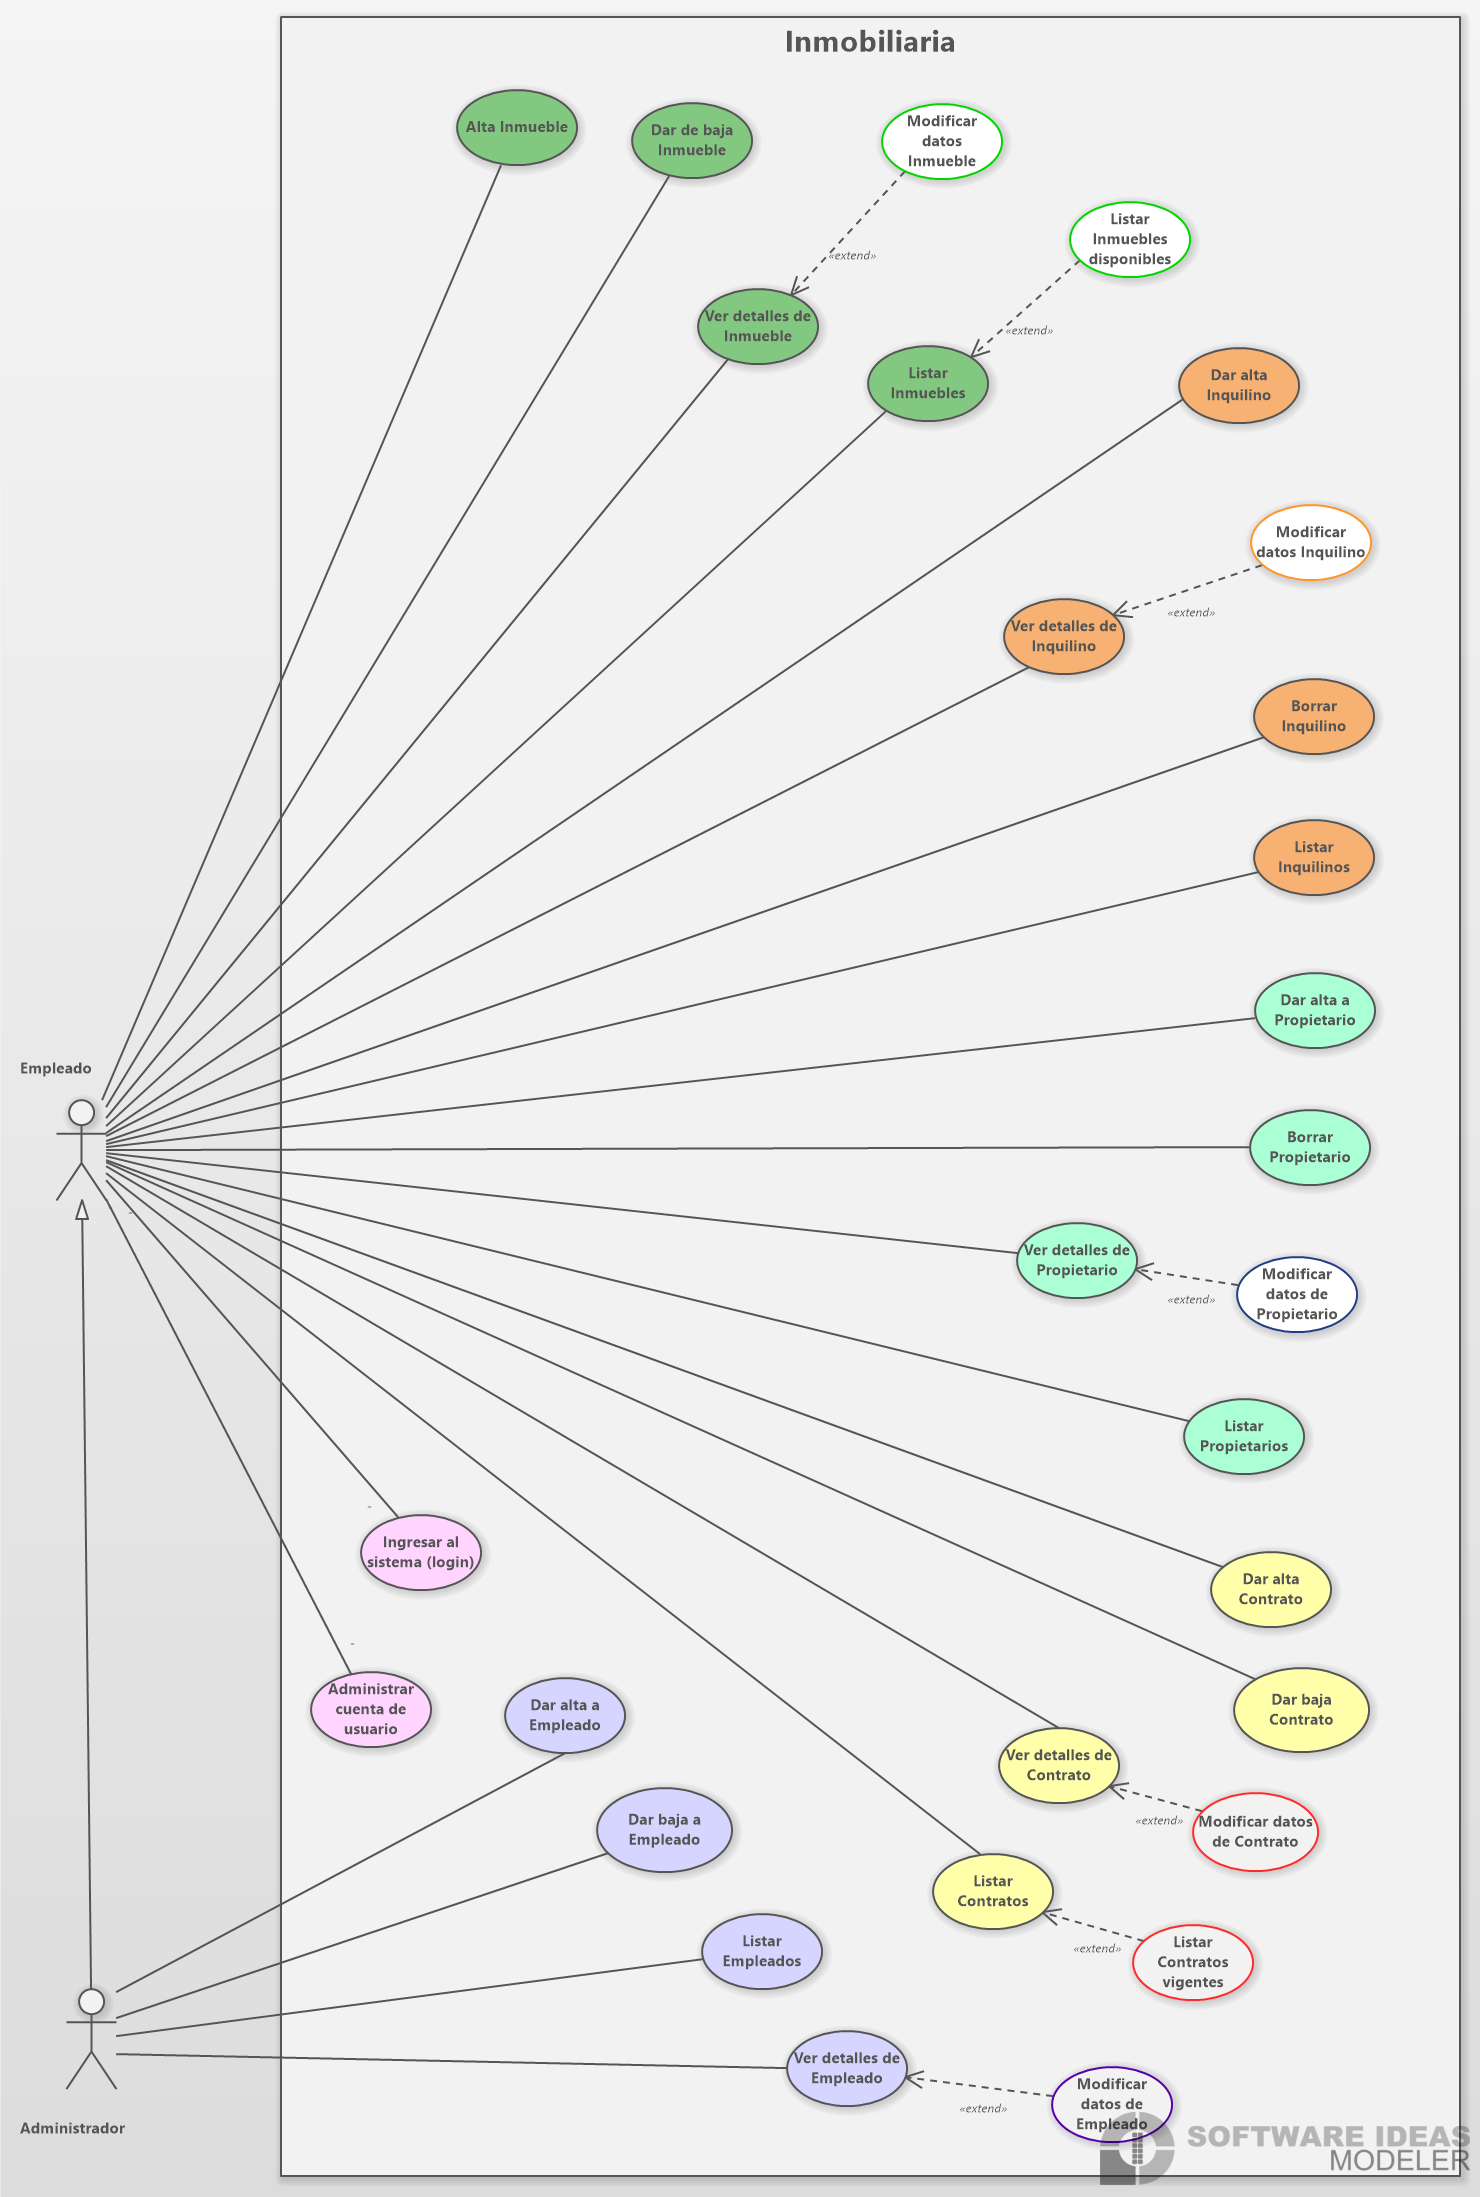 Inmobiliaria
Alta Inmueble
Dar de baja
Inmueble
Modificar
datos
Inmueble
Listar
Inmuebles
disponibles
«extend»
Ver detalles de
Inmueble
«extend»
Listar
Inmuebles
Dar alta
Inquilino
Modificar
datos Inquilino
«extend»
Ver detalles de
Inquilino
Borrar
Inquilino
Listar
Inquilinos
Dar alta a
Propietario
Empleado
Borrar
Propietario
Ver detalles de
Propietario
«extend»
Modificar
datos de
Propietario
Listar
Propietarios
Ingresar al
sistema (login)
Dar alta
Contrato
Administrar
cuenta de
usuario
Dar alta a
Empleado
Dar baja
Contrato
Ver detalles de
Contrato
«extend»
Modificar datos
de Contrato
Dar baja a
Empleado
Listar
Contratos
«extend»
Listar
Contratos
vigentes
Listar
Empleados
Ver detalles de
Empleado
«extend»
Modificar
datos de
Empleado
Administrador
SOFTWARE IDEAS
MODELER